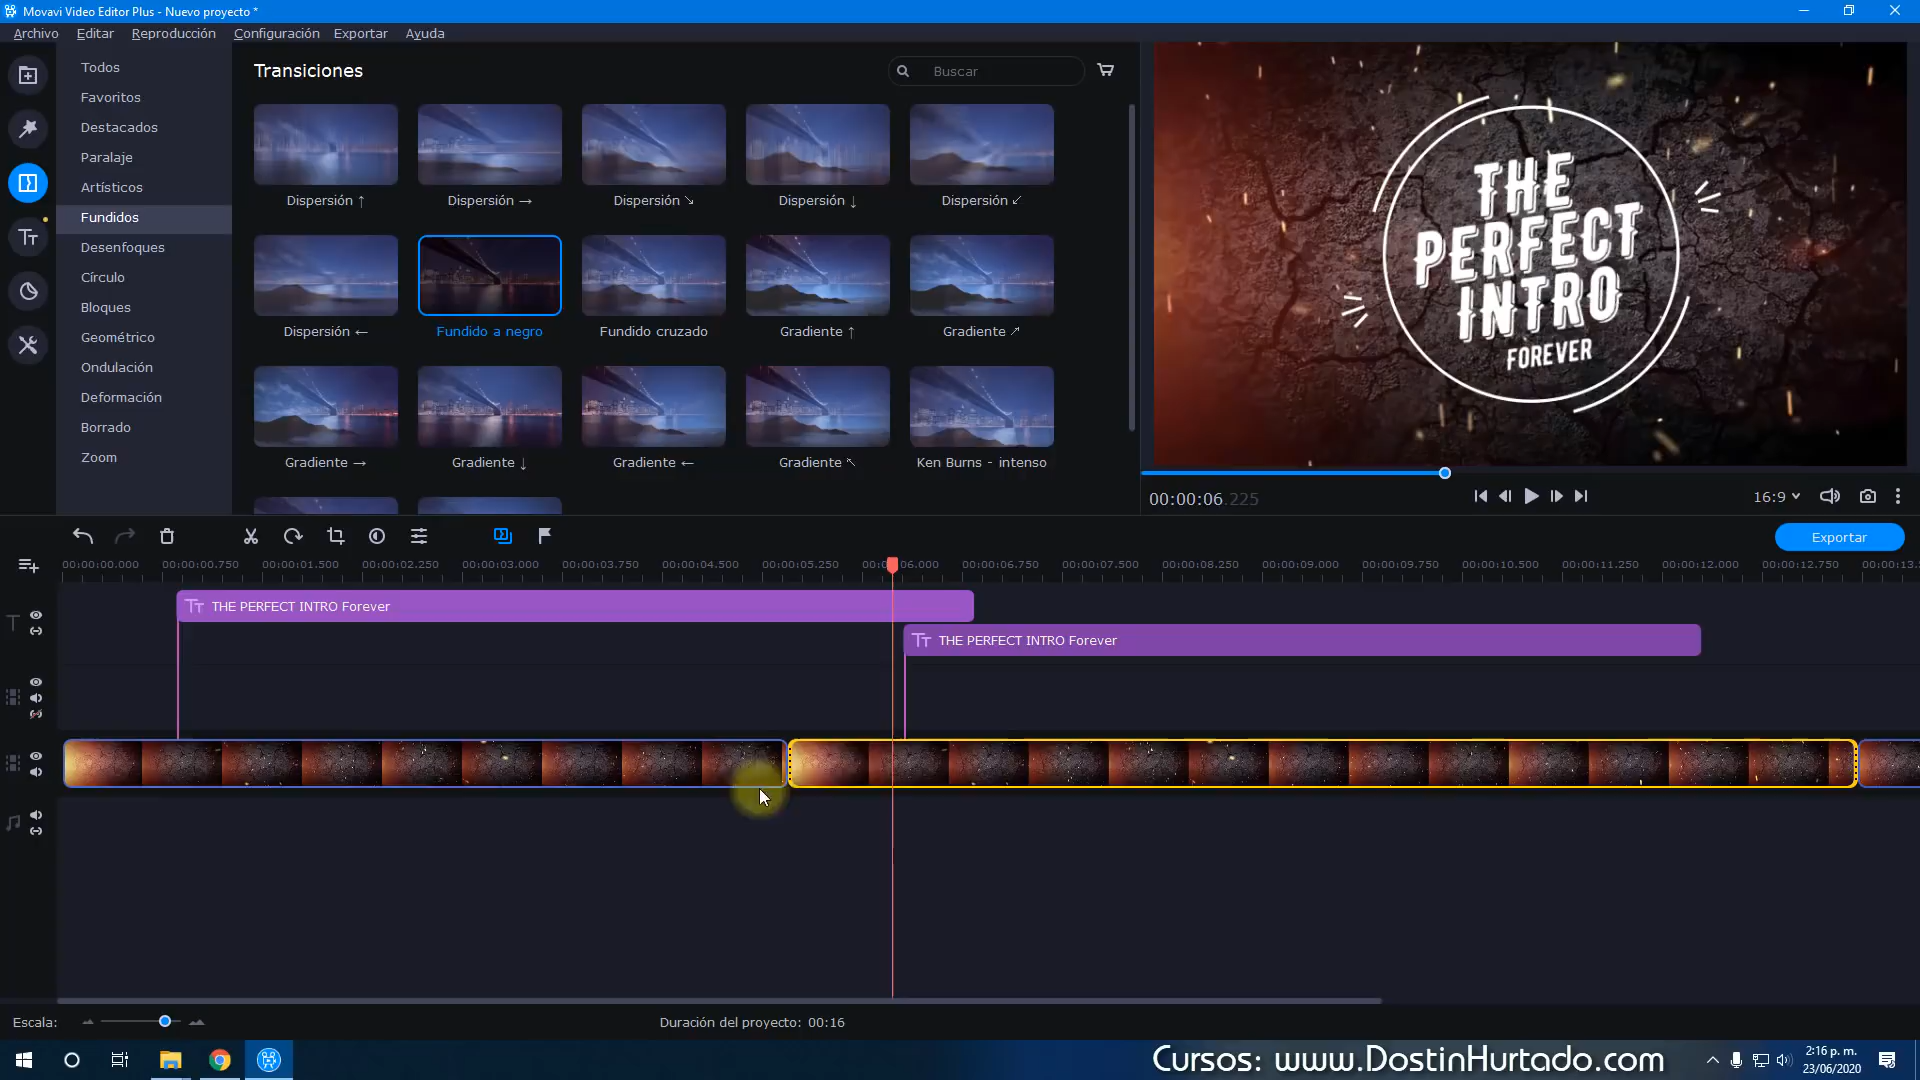 Movavi Video Editor Plus - Nuevo proyecto *
Archivo Editar Reproducción Configuración Exportar Ayuda
Todos
Favoritos
Destacados
Paralaje
Artísticos
Fundidos
Desenfoques
Círculo
Bloques
Geométrico
Ondulación
Deformación
Borrado
Zoom
Transiciones
Buscar
Dispersión ↑ Dispersión → Dispersión ↘ Dispersión ↓ Dispersión ↙
Dispersión ← Fundido a negro Fundido cruzado Gradiente ↑ Gradiente ↗
Gradiente → Gradiente ↓ Gradiente ← Gradiente ↖ Ken Burns - intenso
THE
PERFECT
INTRO
FOREVER
00:00:06.225
16:9
Exportar
00:00:00.000 00:00:00.750 00:00:01.500 00:00:02.250 00:00:03.000 00:00:03.750 00:00:04.500 00:00:05.250 00:00:06.000 00:00:06.750 00:00:07.500 00:00:08.250 00:00:09.000 00:00:09.750 00:00:10.500 00:00:11.250 00:00:12.000 00:00:12.750 00:00:13.5
THE PERFECT INTRO Forever
THE PERFECT INTRO Forever
Escala:
Duración del proyecto: 00:16
Cursos: www.DostinHurtado.com
2:16 p. m.
23/06/2020